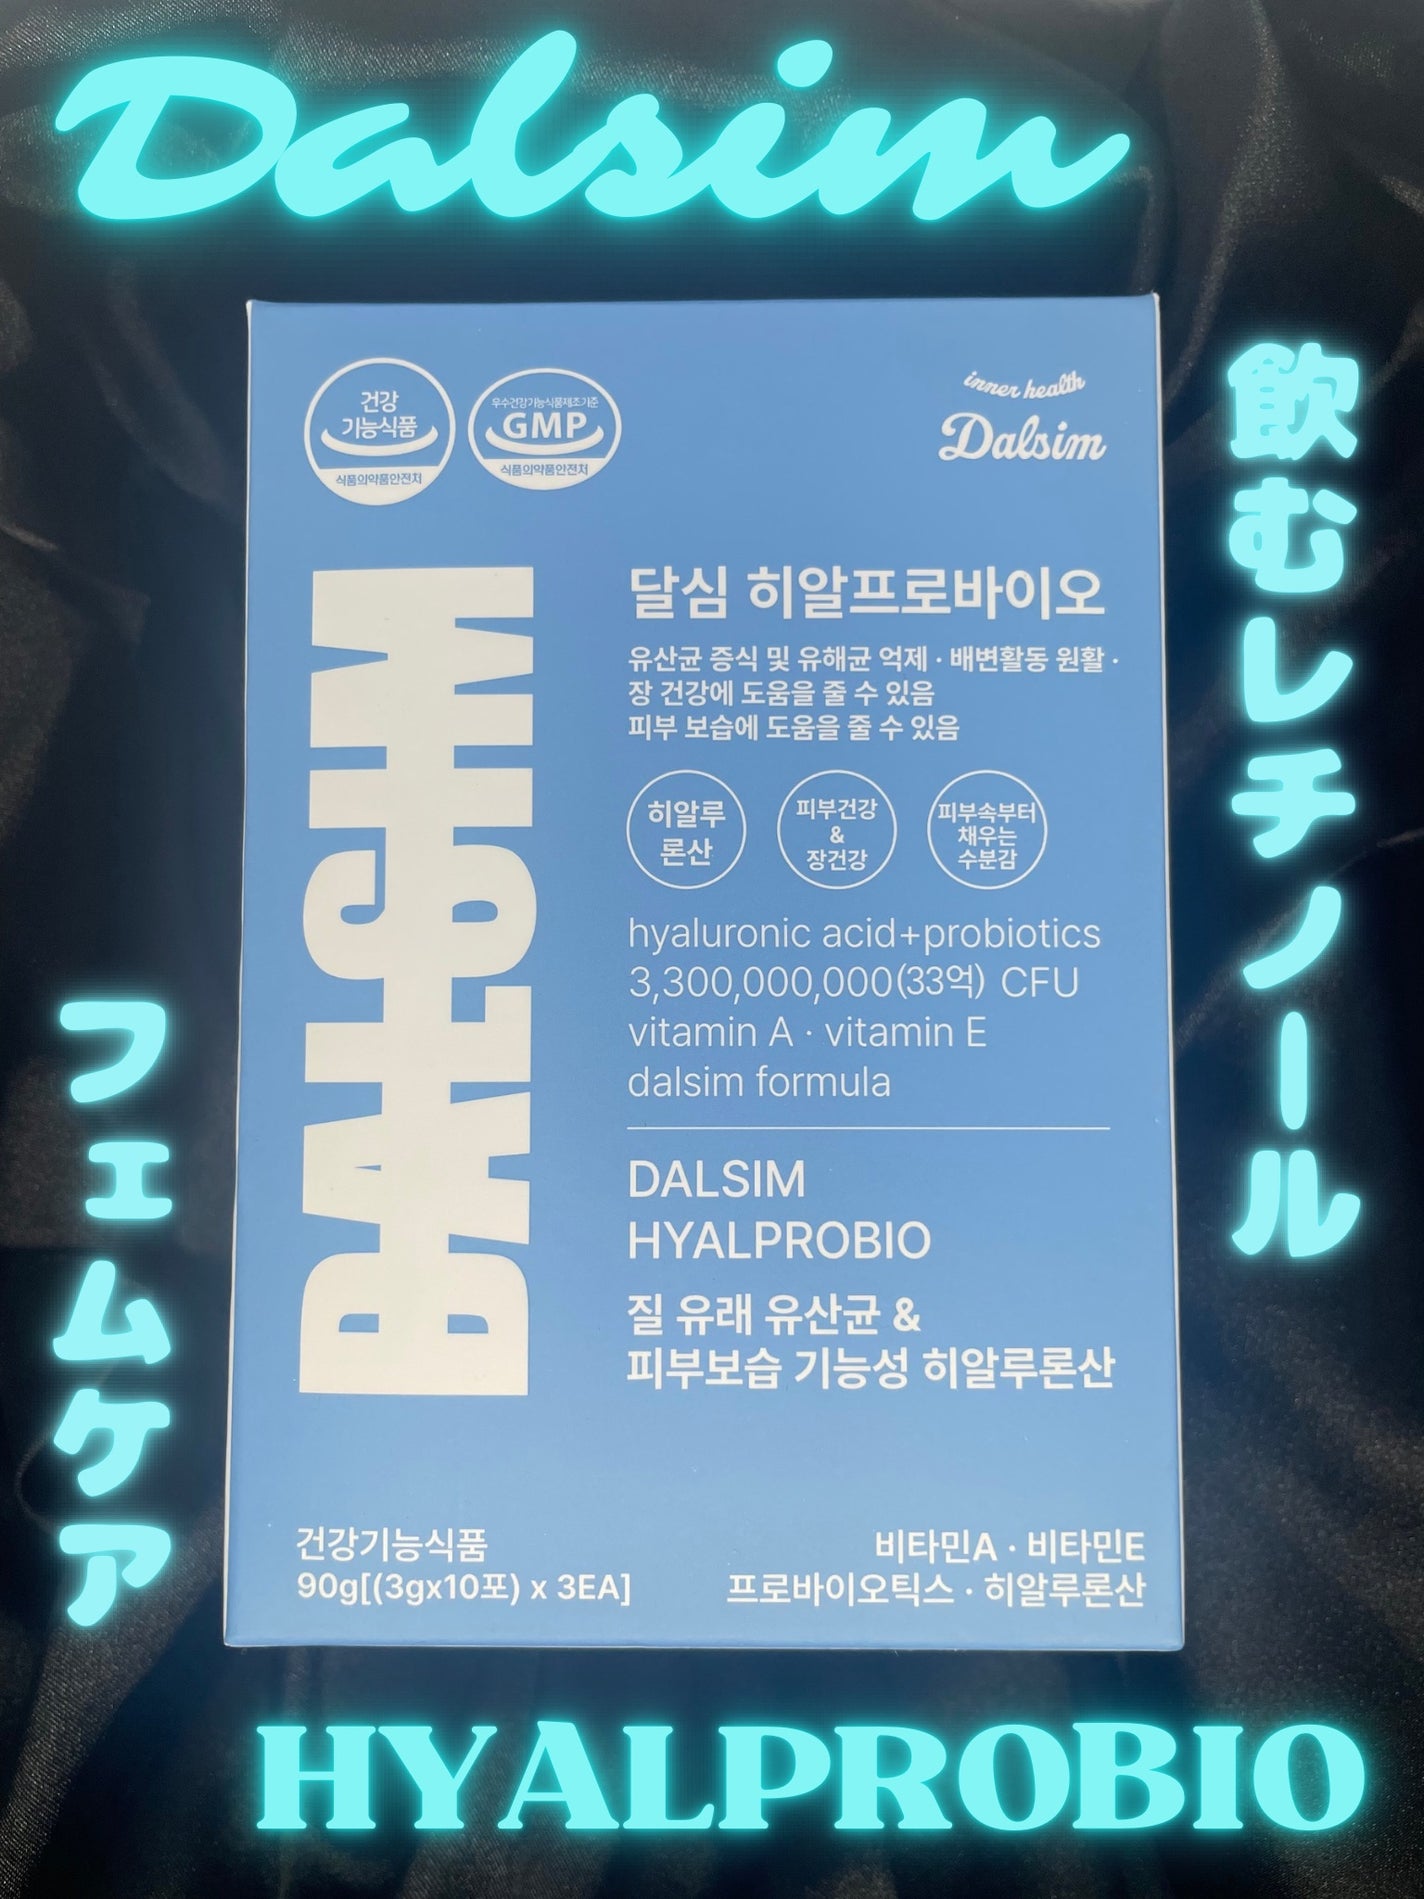 Dalsim
飲むレチノール
フェムケア
건강
기능식품
식품의약품안전처
우수건강기능식품제조기준
GMP
식품의약품안전처
inner health
Dalsim
DALSIM
달심 히알프로바이오
유산균 증식 및 유해균 억제 · 배변활동 원활 ·
장 건강에 도움을 줄 수 있음
피부 보습에 도움을 줄 수 있음
히알루
론산
피부건강
&
장건강
피부속부터
채우는
수분감
hyaluronic acid+probiotics
3,300,000,000(33억) CFU
vitamin A · vitamin E
dalsim formula
DALSIM
HYALPROBIO
질 유래 유산균 &
피부보습 기능성 히알루론산
건강기능식품
90g[(3gx10포) x 3EA]
비타민A · 비타민E
프로바이오틱스 · 히알루론산
HYALPROBIO